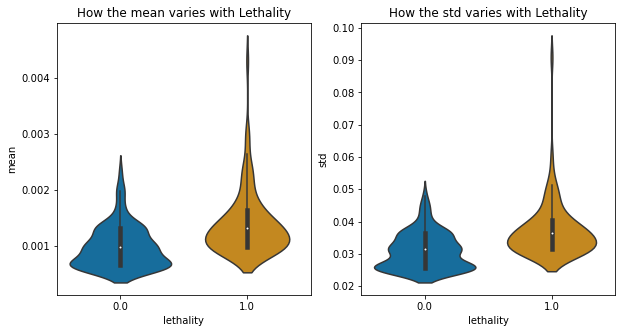 How the mean varies with Lethality
mean
0.004
0.003
0.002
0.001
0.0
1.0
lethality
How the std varies with Lethality
std
0.10
0.09
0.08
0.07
0.06
0.05
0.04
0.03
0.02
0.0
1.0
lethality